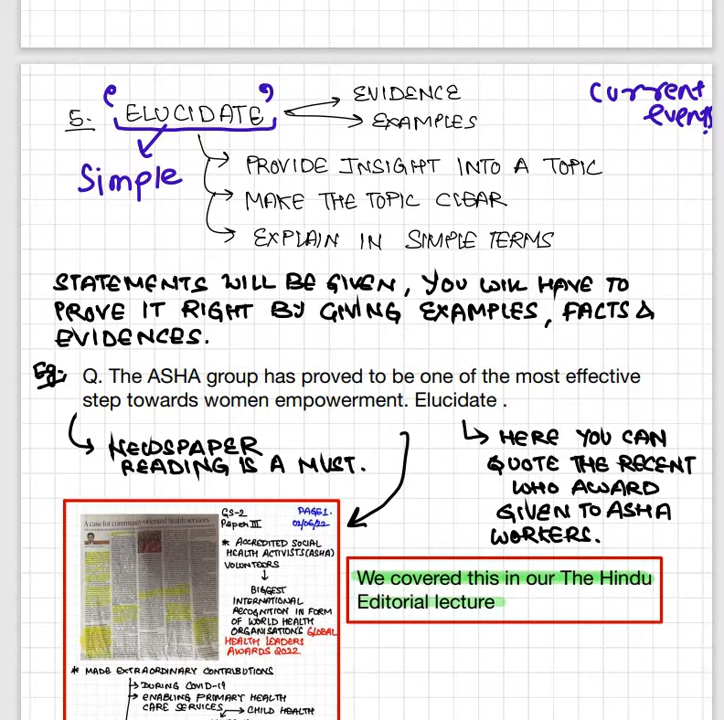 5. "ELUCIDATE"
EVIDENCE
EXAMPLES
Current
events
Simple
PROVIDE INSIGHT INTO A TOPIC
MAKE THE TOPIC CLEAR
EXPLAIN IN SIMPLE TERMS
STATEMENTS WILL BE GIVEN, YOU WILL HAVE TO
PROVE IT RIGHT BY GIVING EXAMPLES, FACTS &
EVIDENCES.
Eg:- Q. The ASHA group has proved to be one of the most effective
step towards women empowerment. Elucidate .
NEWSPAPER
READING IS A MUST.
HERE YOU CAN
QUOTE THE RECENT
WHO AWARD
GIVEN TO ASHA
WORKERS.
A case for community-oriented health services
GS-2
Paper III
PAGE1.
01/06/22
* ACCREDITED SOCIAL
HEALTH ACTIVISTS (ASHA)
VOLUNTEERS
BIGGEST
INTERNATIONAL
RECOGNITION IN FORM
OF WORLD HEALTH
ORGANISATION'S GLOBAL
HEALTH LEADERS
AWARDS 2022
* MADE EXTRAORDINARY CONTRIBUTIONS
DURING COVID-19
ENABLING PRIMARY HEALTH
CARE SERVICES
CHILD HEALTH
We covered this in our The Hindu
Editorial lecture